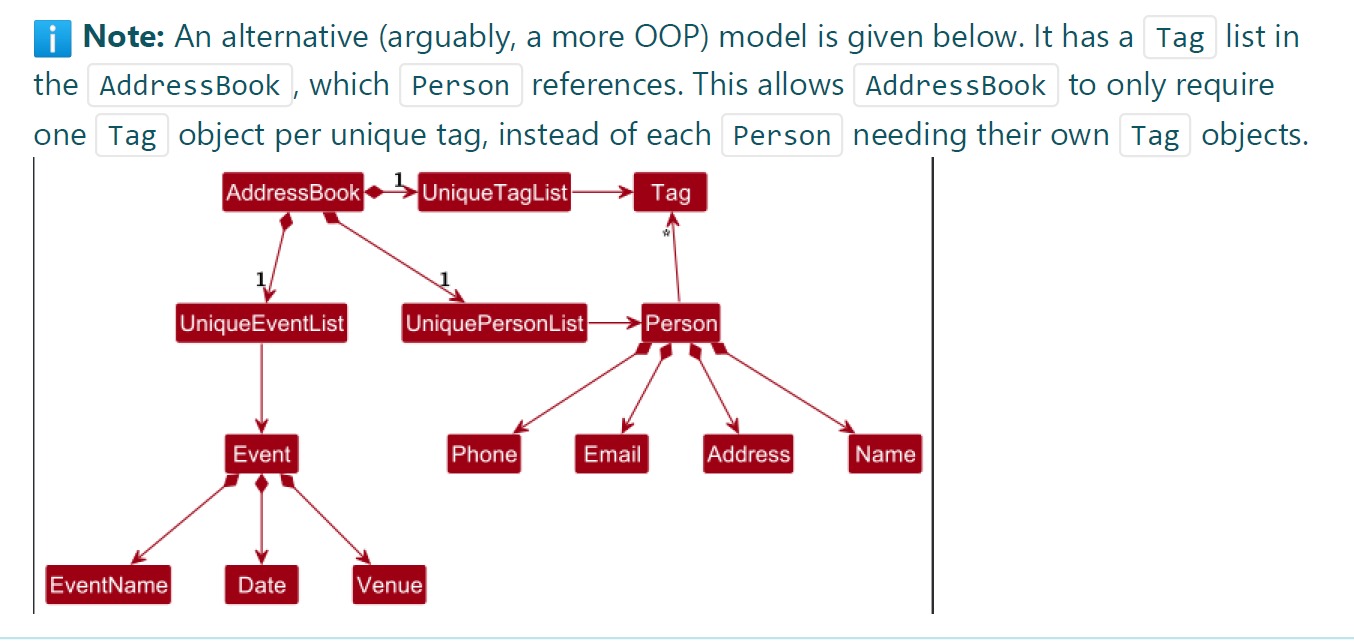 i Note: An alternative (arguably, a more OOP) model is given below. It has a Tag list in
the AddressBook, which Person references. This allows AddressBook to only require
one Tag object per unique tag, instead of each Person needing their own Tag objects.
AddressBook 1 UniqueTagList Tag
*
1 1
UniqueEventList UniquePersonList Person
Event Phone Email Address Name
EventName Date Venue